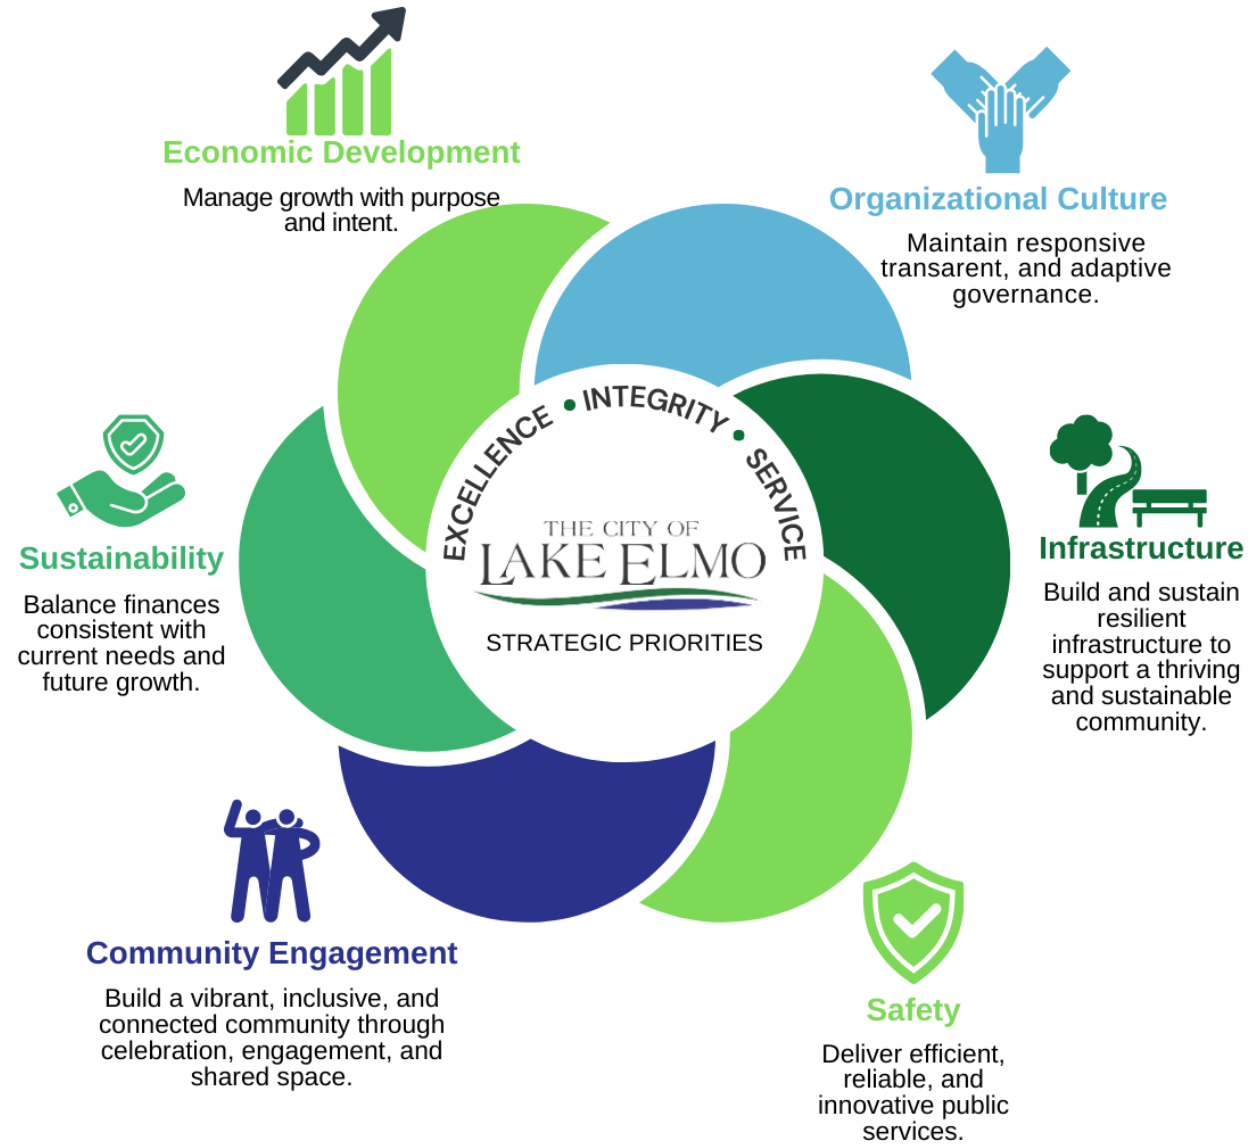 Economic Development
Manage growth with purpose
and intent.
Organizational Culture
Maintain responsive
transarent, and adaptive
governance.
EXCELLENCE • INTEGRITY • SERVICE
THE CITY OF
LAKE ELMO
STRATEGIC PRIORITIES
Sustainability
Balance finances
consistent with
current needs and
future growth.
Infrastructure
Build and sustain
resilient
infrastructure to
support a thriving
and sustainable
community.
Community Engagement
Build a vibrant, inclusive, and
connected community through
celebration, engagement, and
shared space.
Safety
Deliver efficient,
reliable, and
innovative public
services.